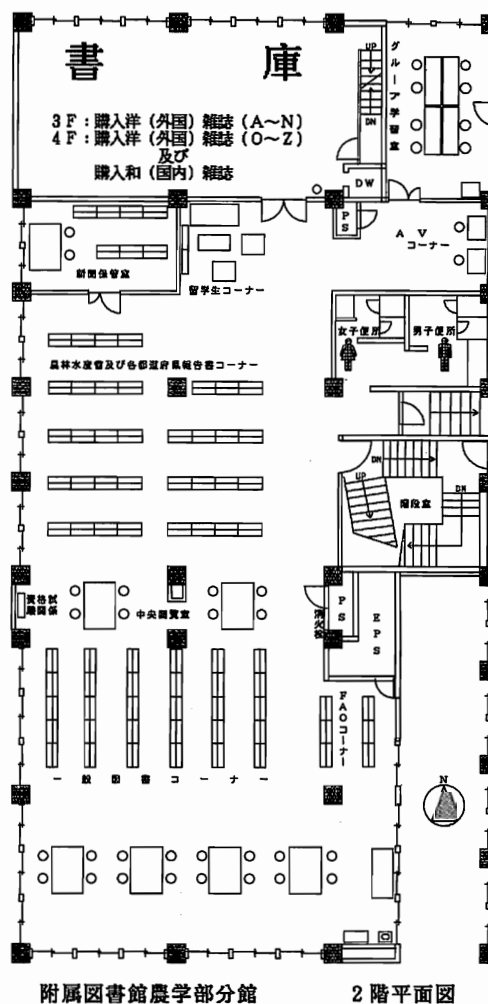 書庫
3F：購入洋（外国）雑誌（A〜N）
4F：購入洋（外国）雑誌（O〜Z）
及び
購入和（国内）雑誌
UP
DN
DW
グループ学習室
PS
AV
コーナー
新聞保管室
留学生コーナー
女子便所
男子便所
農林水産省及び各都道府県報告書コーナー
DN
UP
階段室
DN
資格試
験関係
中央閲覧室
消火栓
PS
EPS
FAOコーナー
一般図書コーナー
N
附属図書館農学部分館
2階平面図